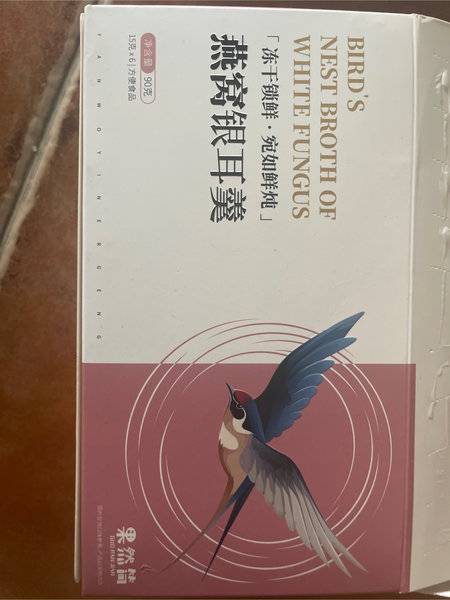 BIRD'S
NEST BROTH OF
WHITE FUNGUS
「冻干锁鲜·宛如鲜炖」
燕窝银耳羹
净含量 90克
15克×6 | 方便食品
YANWOYINERGENG
果然简